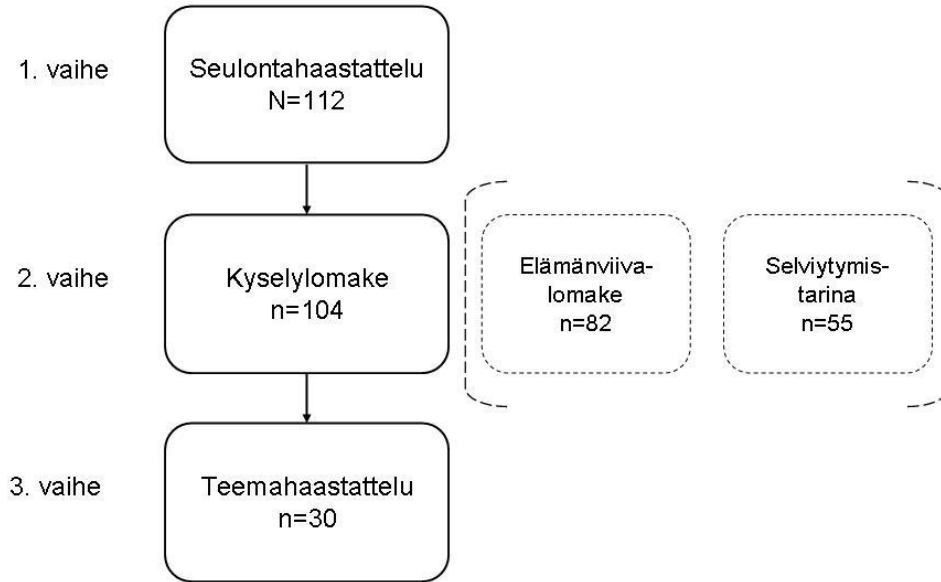 1. vaihe
Seulontahaastattelu
N=112
2. vaihe
Kyselylomake
n=104
Elämänviiva-
lomake
n=82
Selviytymis-
tarina
n=55
3. vaihe
Teemahaastattelu
n=30